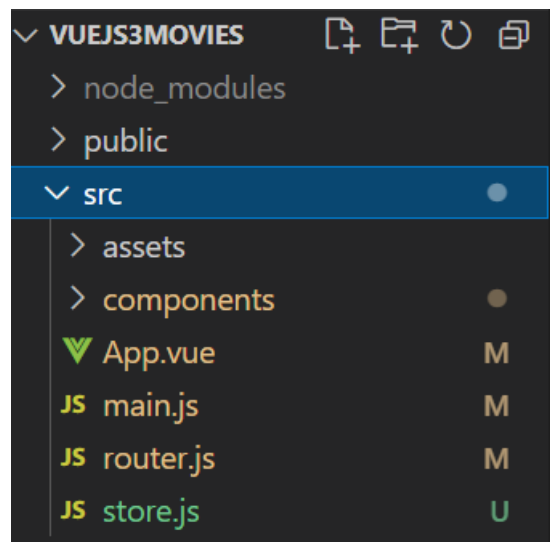 VUEJS3MOVIES
node_modules
public
src
assets
components
App.vue M
JS main.js M
JS router.js M
JS store.js U